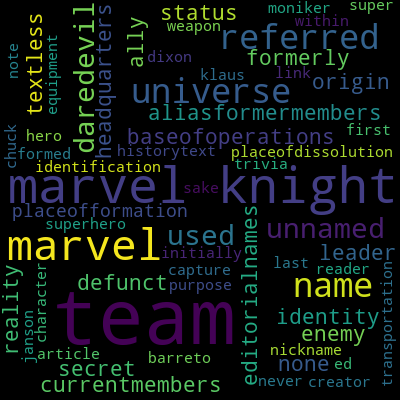 moniker super
status within
weapon
note textless daredevil headquarters ally referred
equipment dixon formerly
klaus link origin
universe
aliasformermembers
chuck hero baseofoperations first
formed historytext placeofdissolution
identification trivia
marvel knight
sake
placeofformation
superhero unnamed
marvel used initially leader
editorialnames last reader
reality character defunct capture name transportation
purpose
team identity
janson enemy
article barreto nickname
secret none ed
currentmembers never creator